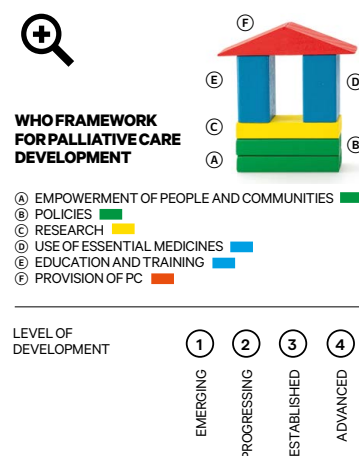 F
E
D
C
B
A
WHO FRAMEWORK
FOR PALLIATIVE CARE
DEVELOPMENT
A EMPOWERMENT OF PEOPLE AND COMMUNITIES
B POLICIES
C RESEARCH
D USE OF ESSENTIAL MEDICINES
E EDUCATION AND TRAINING
F PROVISION OF PC
LEVEL OF
DEVELOPMENT
1 2 3 4
EMERGING
PROGRESSING
ESTABLISHED
ADVANCED